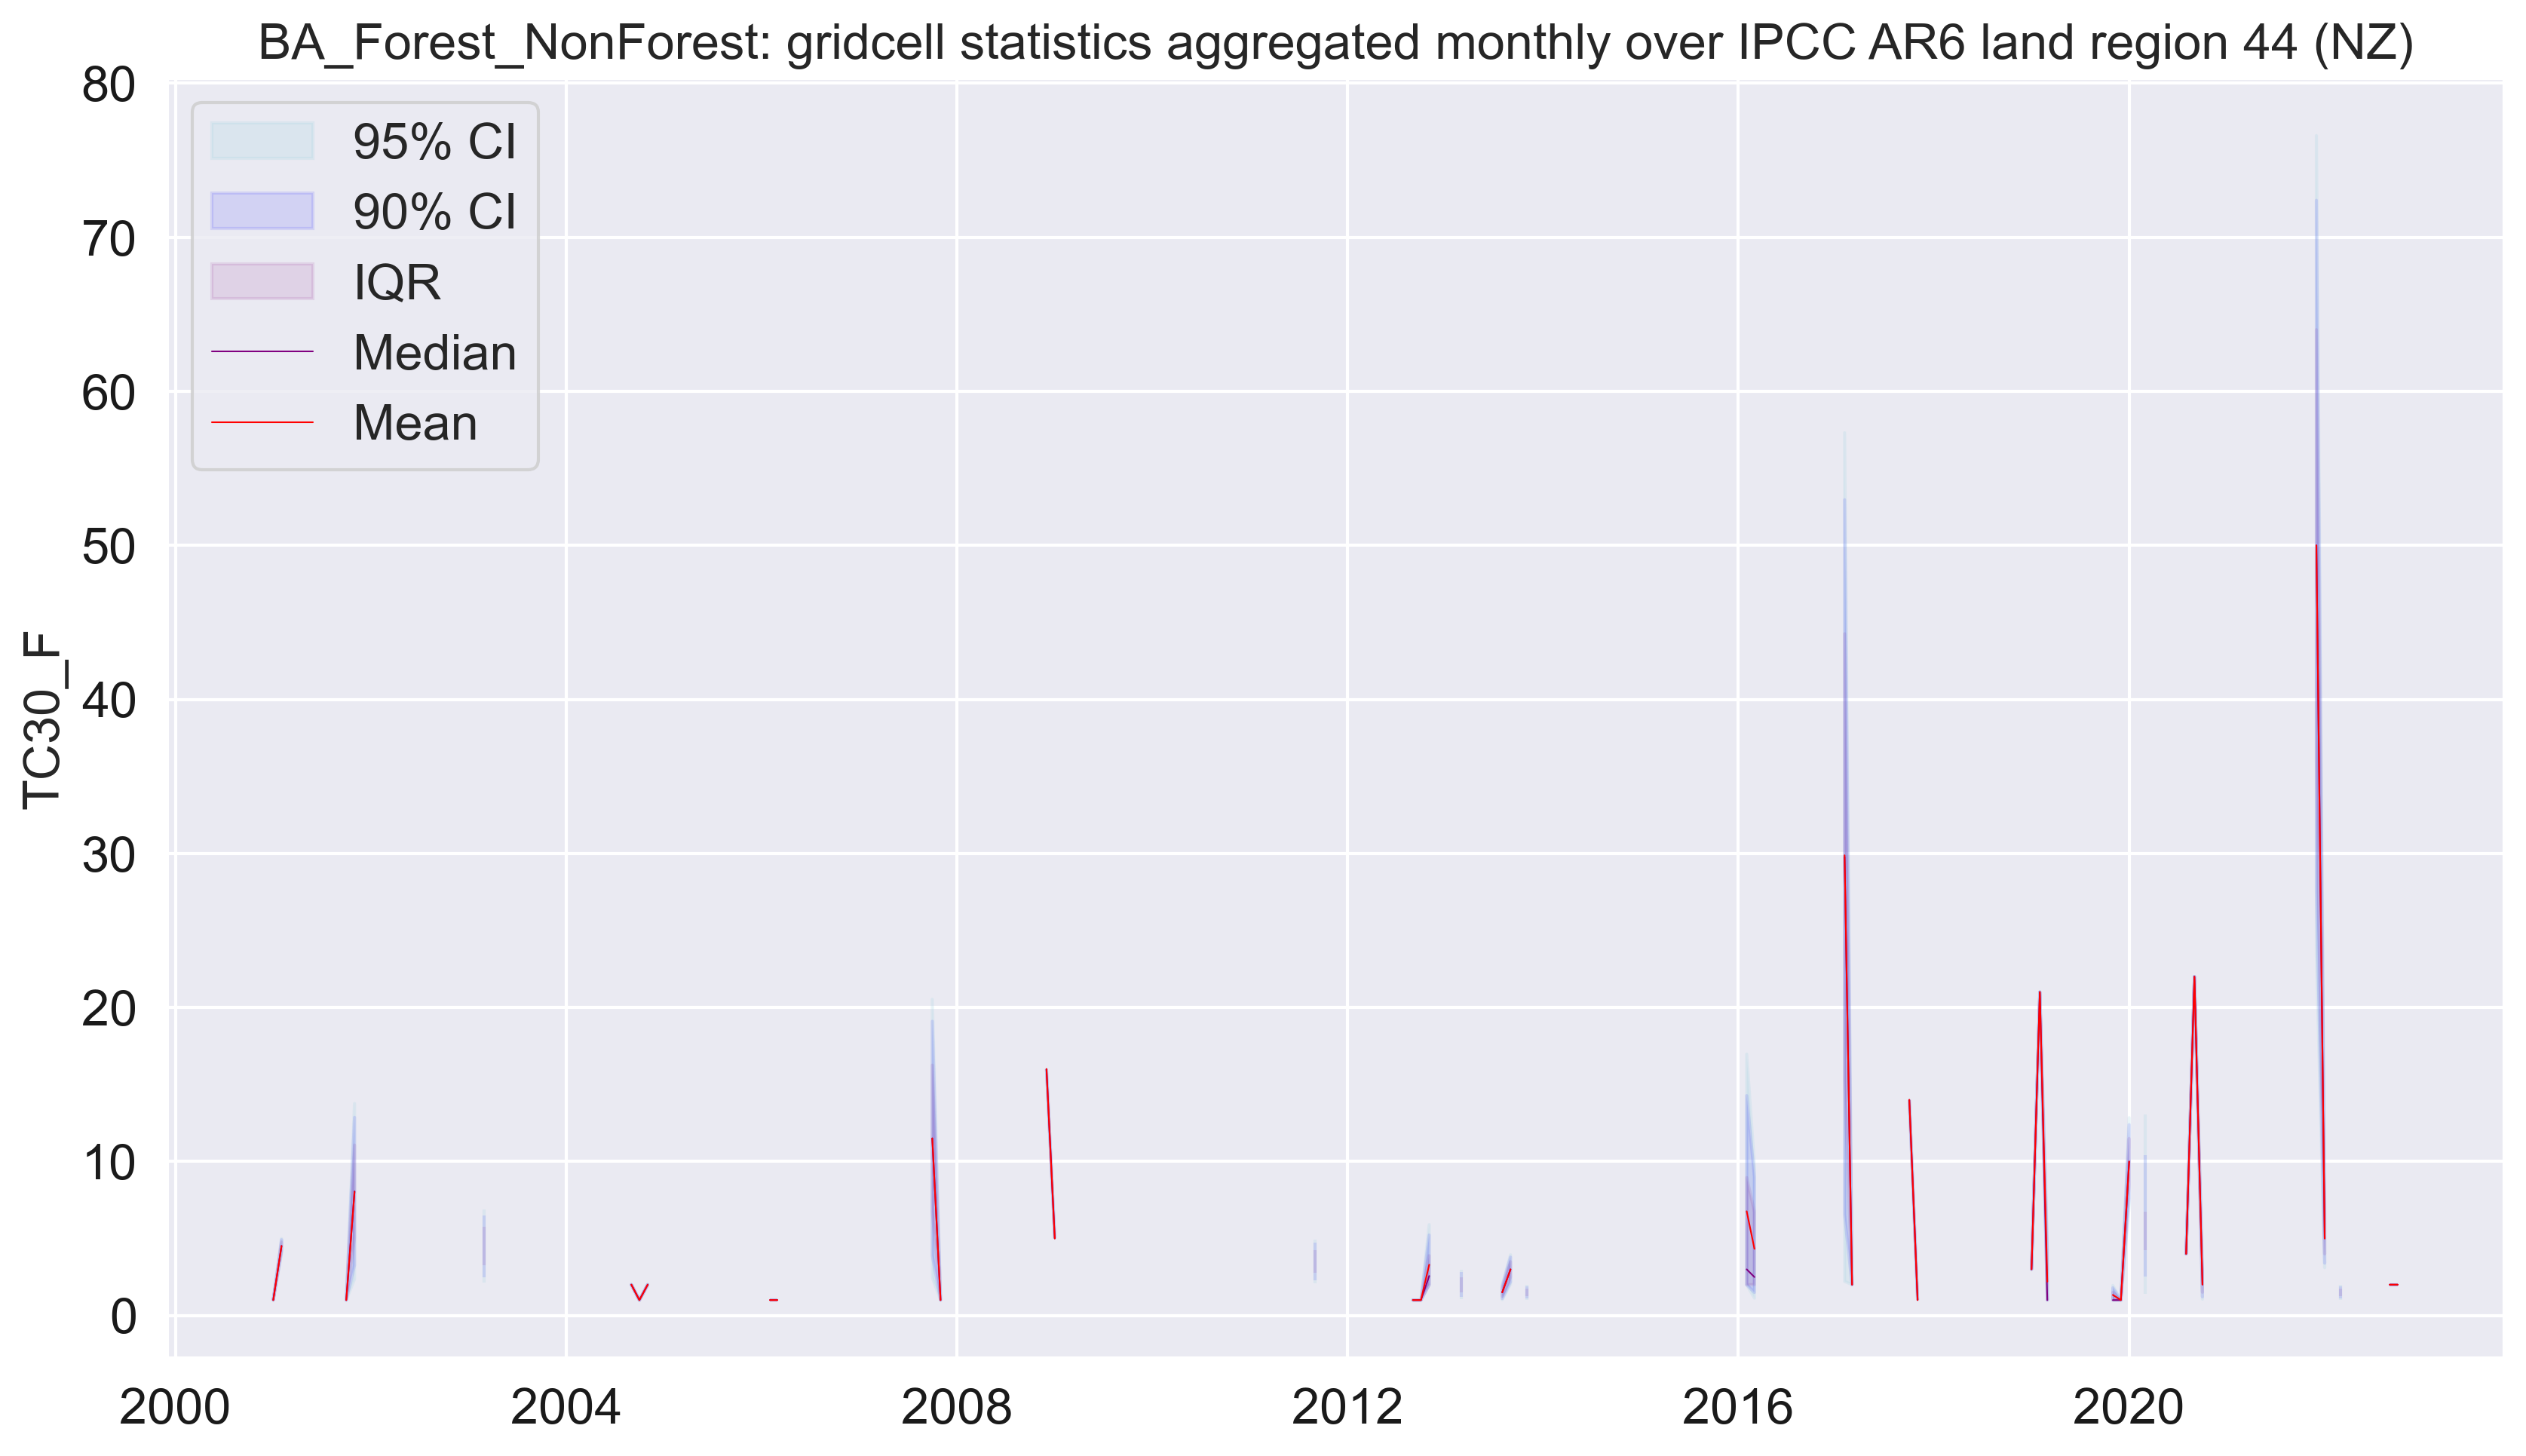 BA_Forest_NonForest: gridcell statistics aggregated monthly over IPCC AR6 land region 44 (NZ)
80
70
60
50
40
30
20
10
0
TC30_F
95% CI
90% CI
IQR
Median
Mean
2000 2004 2008 2012 2016 2020